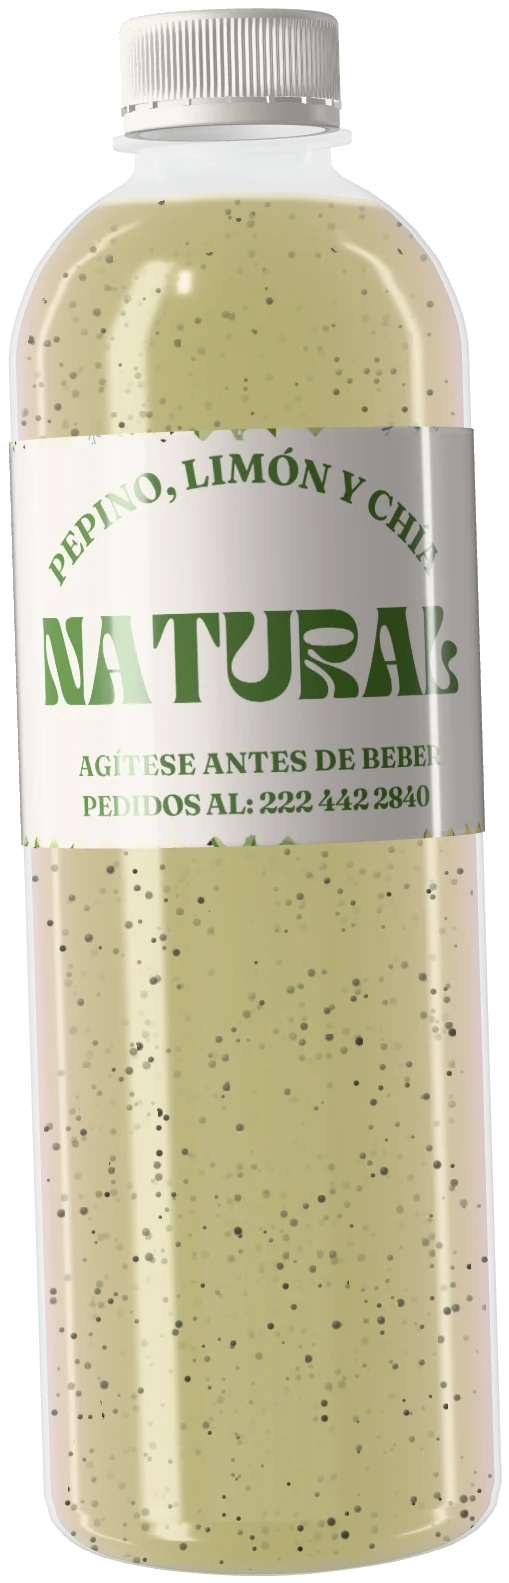 PEPINO, LIMÓN Y CHÍA
NATURAL
AGÍTESE ANTES DE BEBER
PEDIDOS AL: 222 442 2840